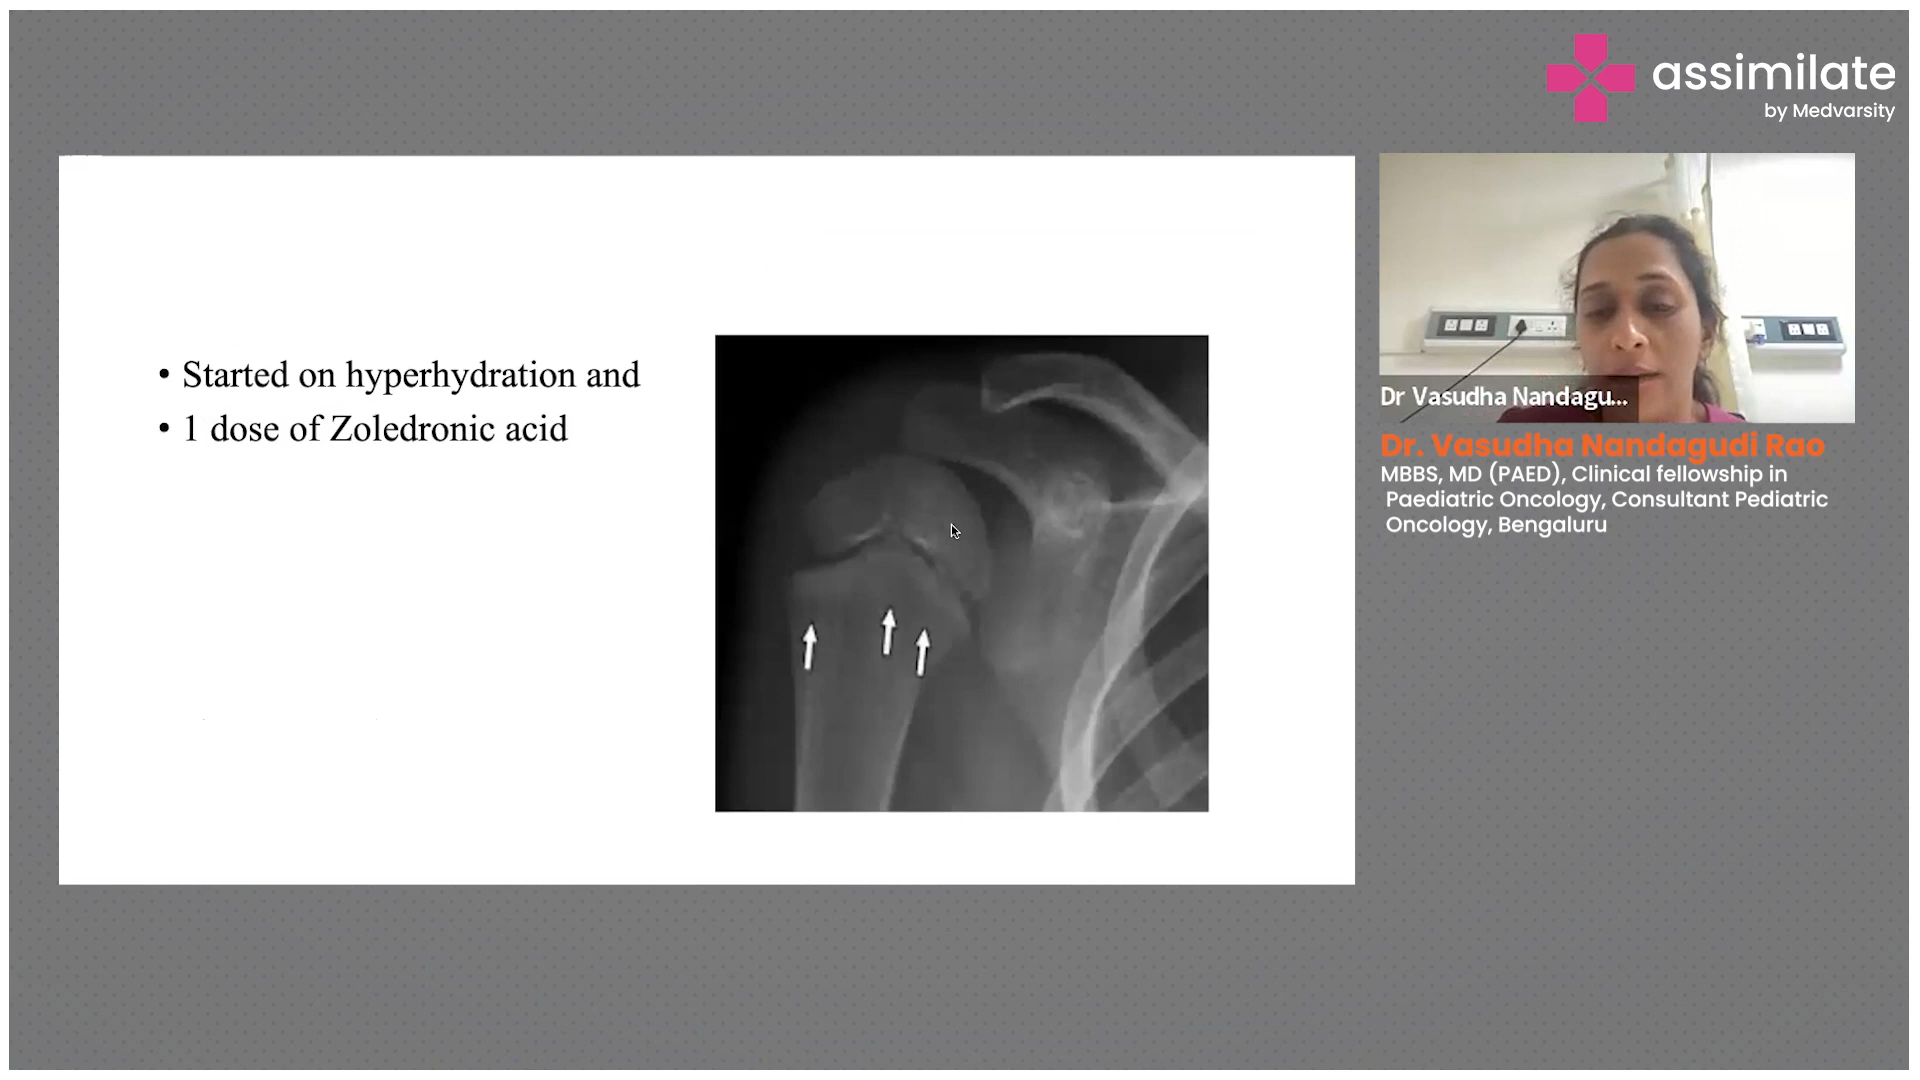 assimilate
by Medvarsity
• Started on hyperhydration and
• 1 dose of Zoledronic acid
Dr Vasudha Nandagu...
Dr. Vasudha Nandagudi Rao
MBBS, MD (PAED), Clinical fellowship in
Paediatric Oncology, Consultant Pediatric
Oncology, Bengaluru